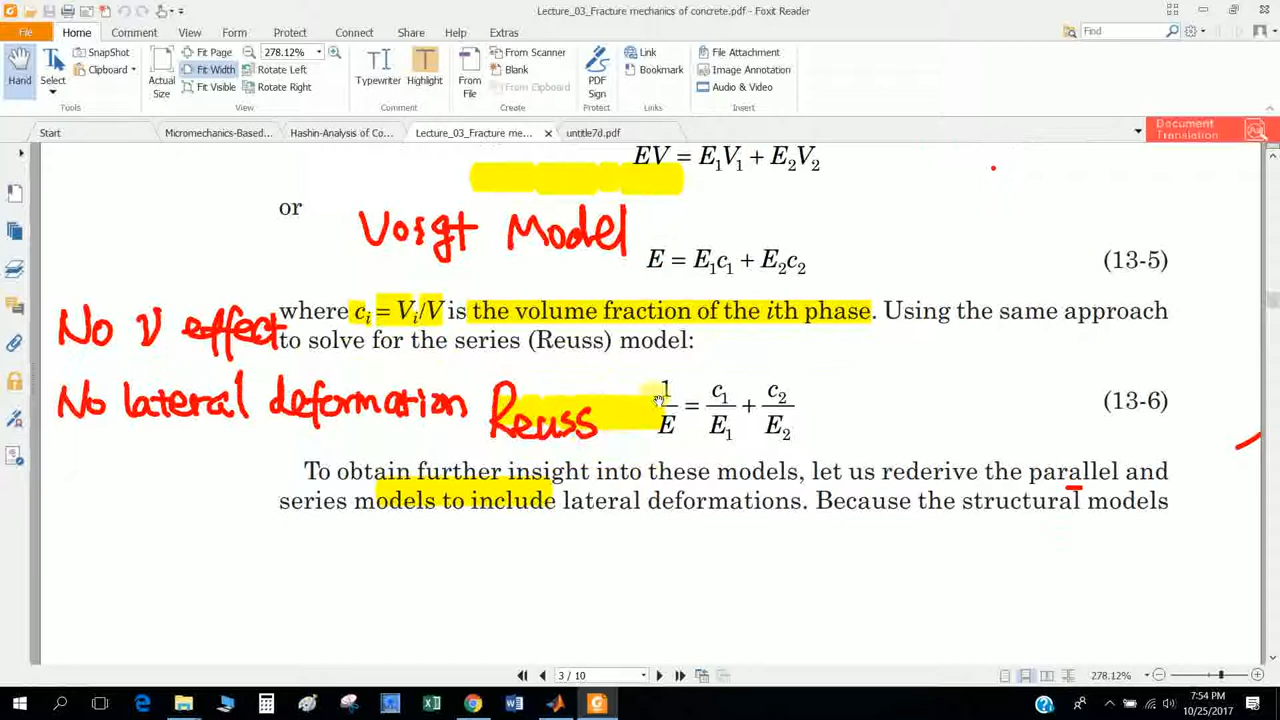 Lecture_03_Fracture mechanics of concrete.pdf - Foxit Reader
File Home Comment View Form Protect Connect Share Help Extras Find
Hand Select SnapShot Clipboard Actual Size Fit Page Fit Width Fit Visible 278.12% Rotate Left Rotate Right Typewriter Highlight From File From Scanner Blank From Clipboard PDF Sign Link Bookmark File Attachment Image Annotation Audio & Video
Tools View Comment Create Protect Links Insert
Start Micromechanics-Based... Hashin-Analysis of Co... Lecture_03_Fracture me... untitle7d.pdf Document Translation
EV = E₁V₁ + E₂V₂
or
Voigt Model
E = E₁c₁ + E₂c₂ (13-5)
No ν effect
where cᵢ = Vᵢ/V is the volume fraction of the ith phase. Using the same approach
to solve for the series (Reuss) model:
No lateral deformation Reuss
1/E = c₁/E₁ + c₂/E₂ (13-6)
To obtain further insight into these models, let us rederive the parallel and
series models to include lateral deformations. Because the structural models
3 / 10 278.12%
7:54 PM
10/25/2017